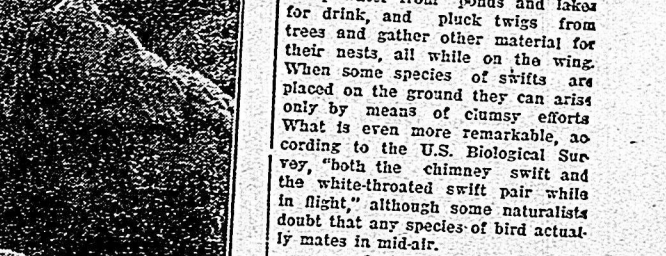 from ponds and lakes
for drink, and pluck twigs from
trees and gather other material for
their nests, all while on the wing.
When some species of swifts are
placed on the ground they can arise
only by means of clumsy efforts
What is even more remarkable, ac-
cording to the U.S. Biological Sur-
vey, "both the chimney swift and
the white-throated swift pair while
in flight," although some naturalists
doubt that any species of bird actual-
ly mates in mid-air.